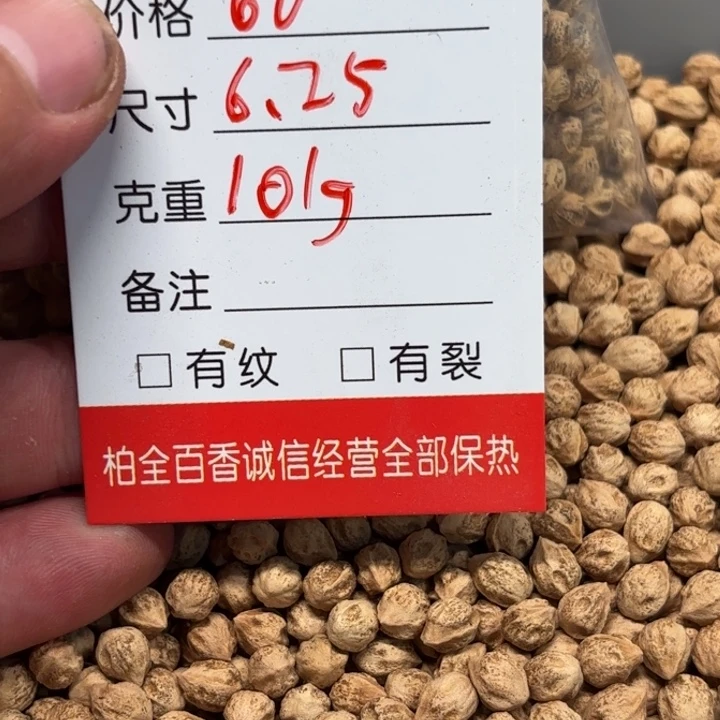 价格 60
尺寸 6.25
克重 101g
备注
有纹 有裂
柏全百香诚信经营全部保热